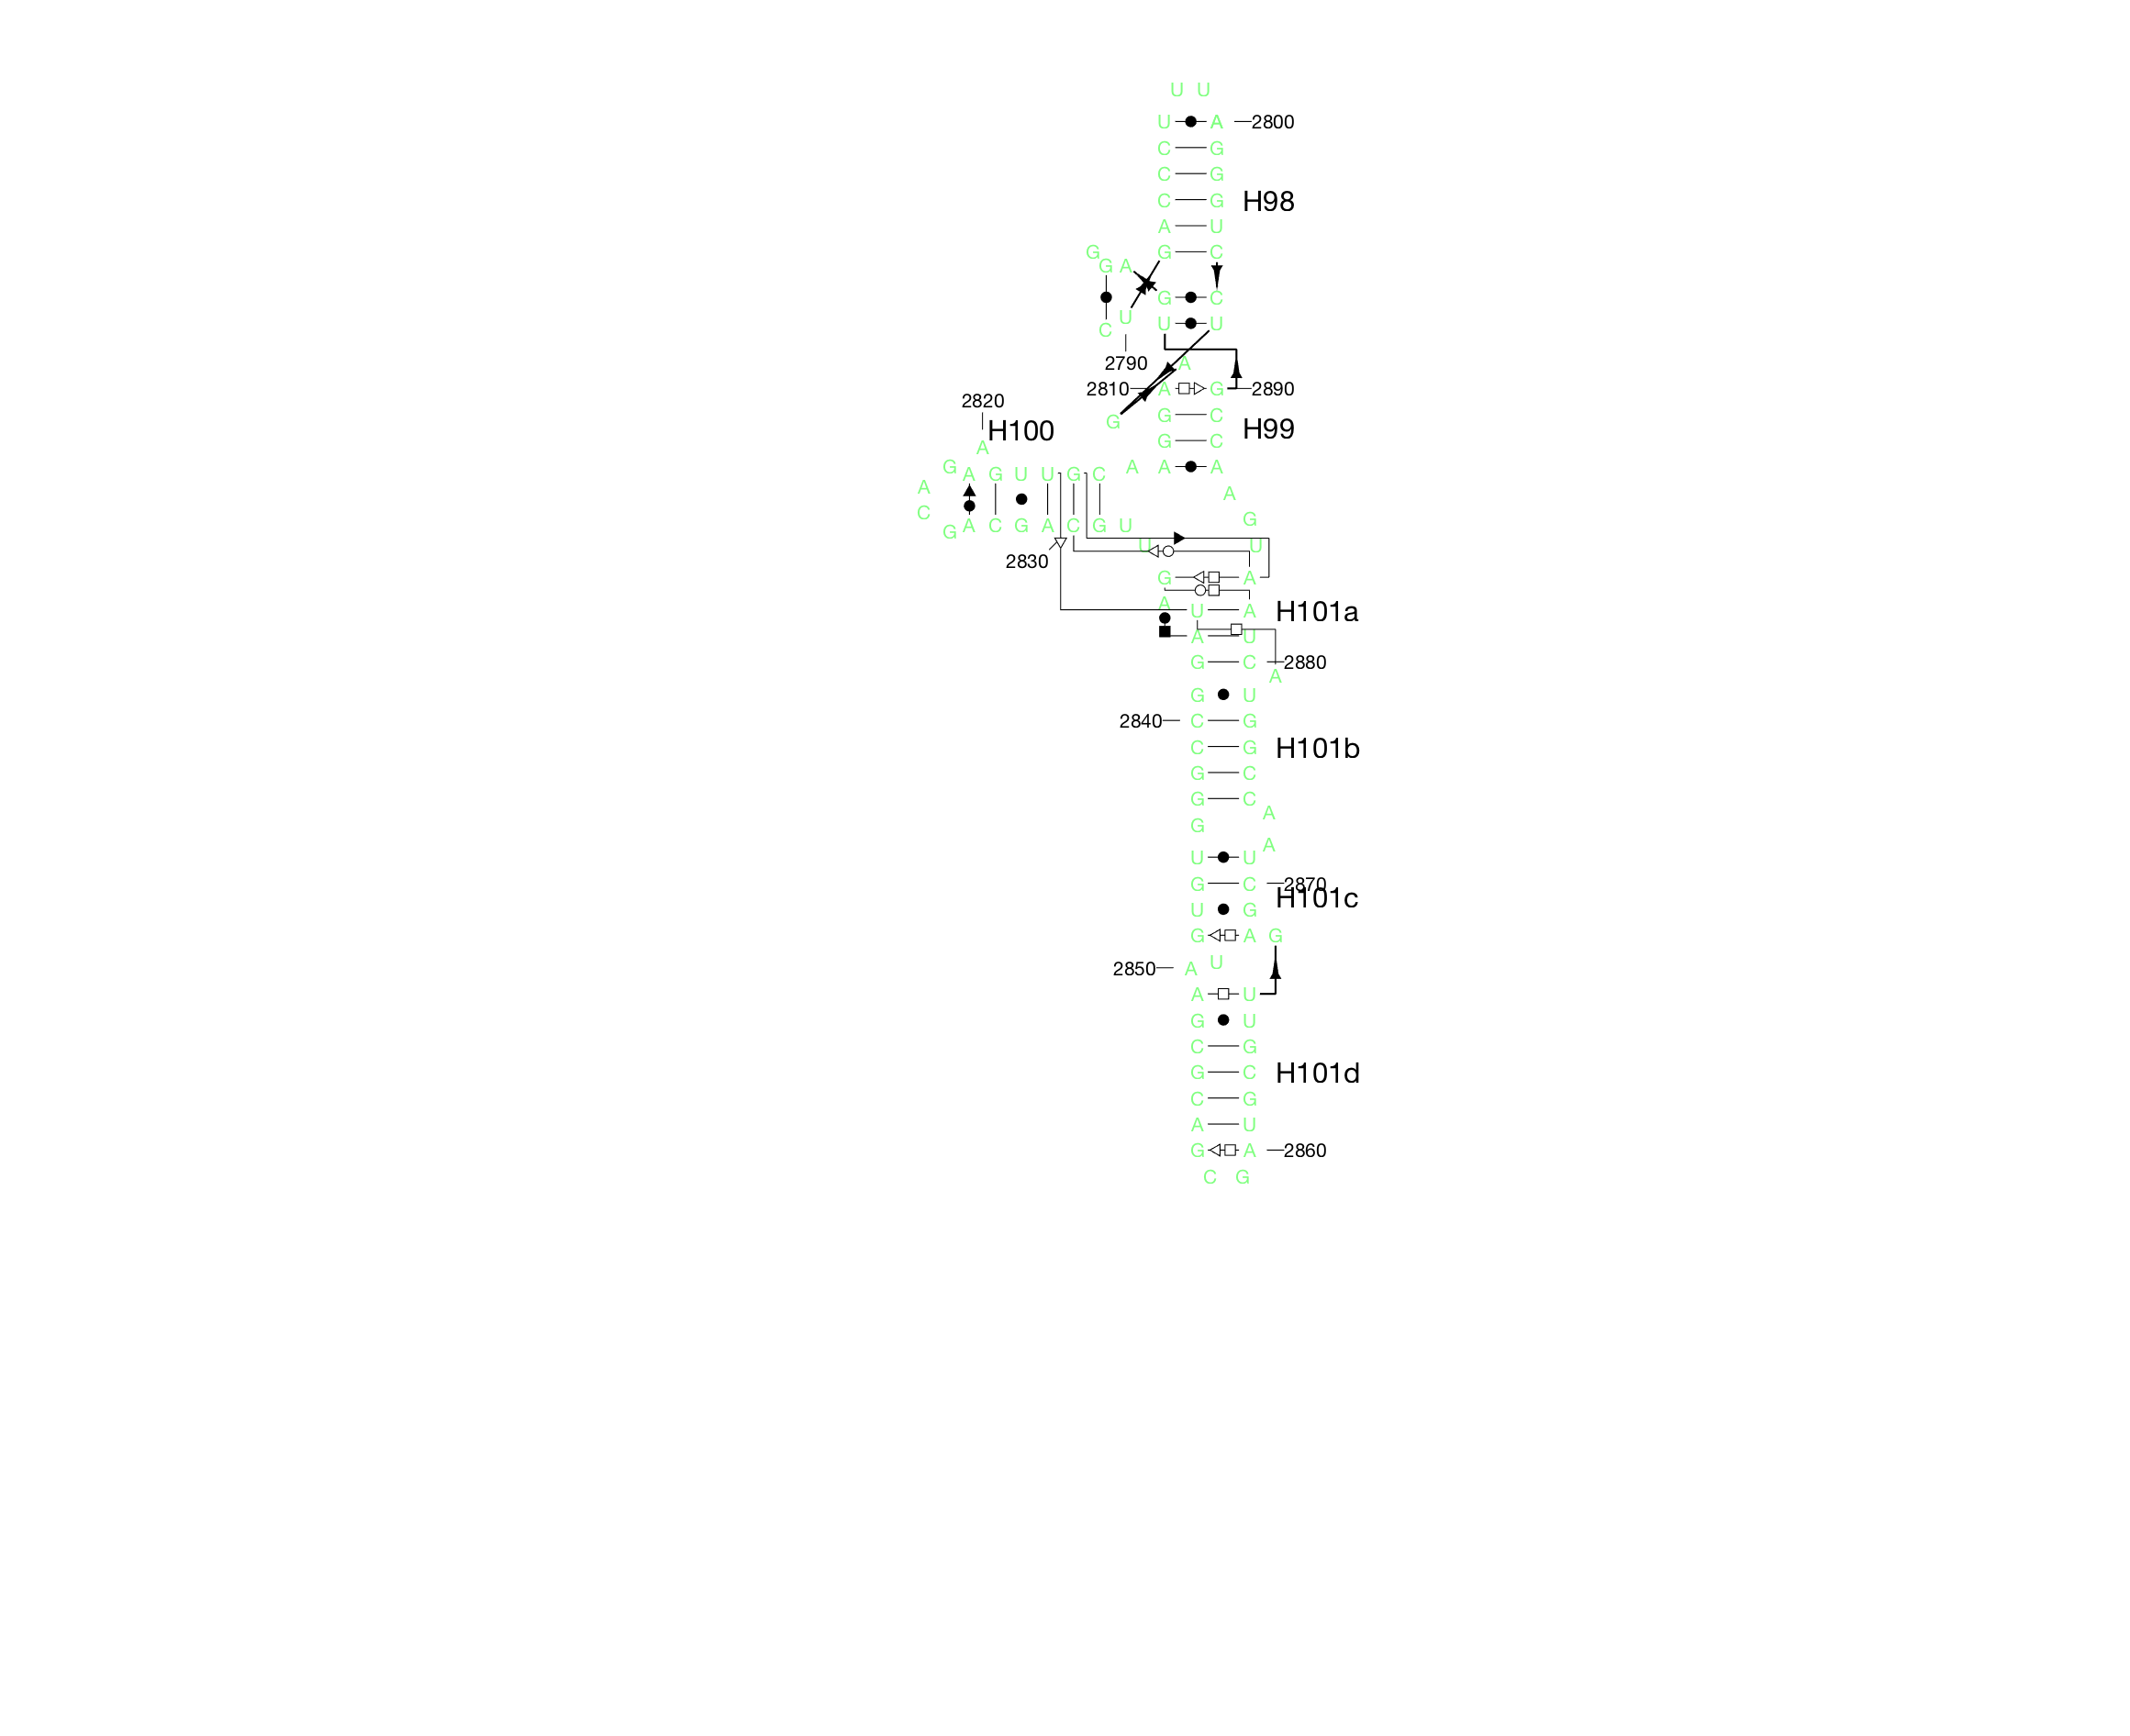 U U
U A 2800
C G
C G
C G H98
A U
G G C
G A
G C
U U U
C
2790 A
2810 A G 2890
2820 G G C H99
H100 G C
A
G A G U U G C A A A
A A
C G
G A C G A C G U
U U
2830
G A
A U A H101a
A U
G C 2880
A
G U
2840 C G
C G H101b
G C
G C
A
G
A
U U
G C 2870
H101c
U G
G A G
2850 A U
A U
G U
C G
G C H101d
C G
A U
G A 2860
C G